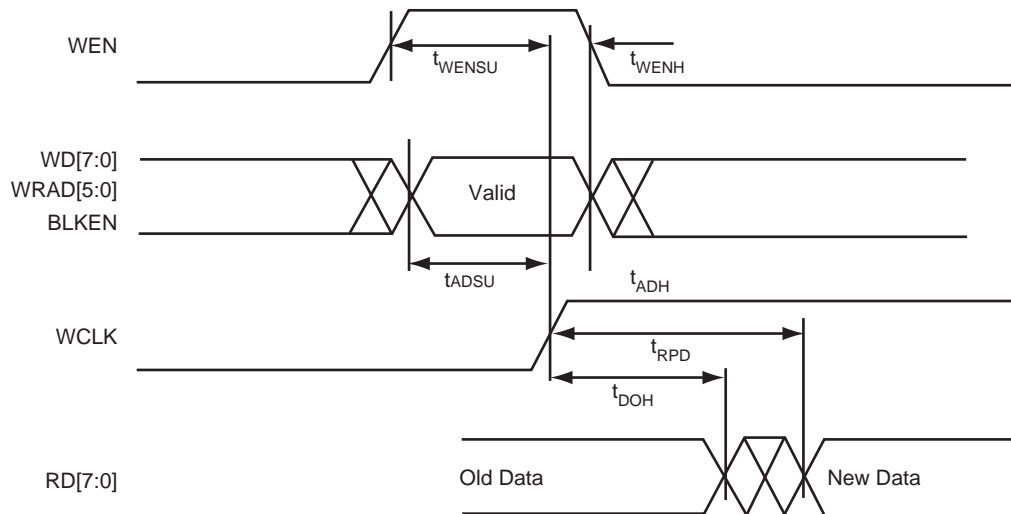 WEN
tWENSU
tWENH
WD[7:0]
WRAD[5:0]
BLKEN
Valid
tADSU
tADH
WCLK
tRPD
tDOH
RD[7:0]
Old Data
New Data